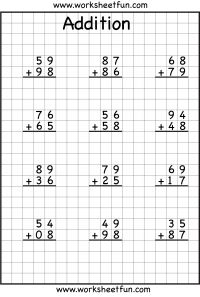 www.worksheetfun.com
Addition
5 9 8 7 6 8
+ 9 8 + 8 6 + 7 9
7 6 5 6 9 4
+ 6 5 + 5 8 + 4 8
8 9 7 9 6 9
+ 3 6 + 2 5 + 1 7
5 4 4 9 3 5
+ 0 8 + 9 8 + 8 7
www.worksheetfun.com